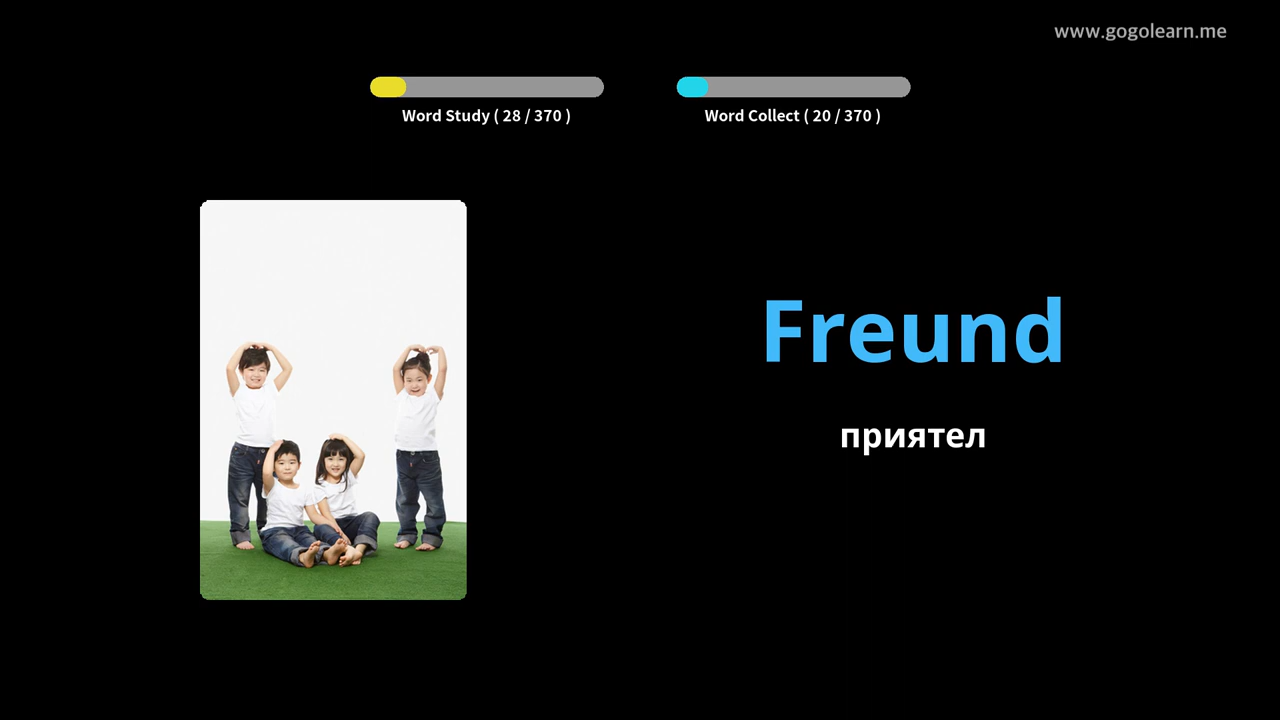 www.gogolearn.me
Word Study ( 28 / 370 )
Word Collect ( 20 / 370 )
Freund
приятел